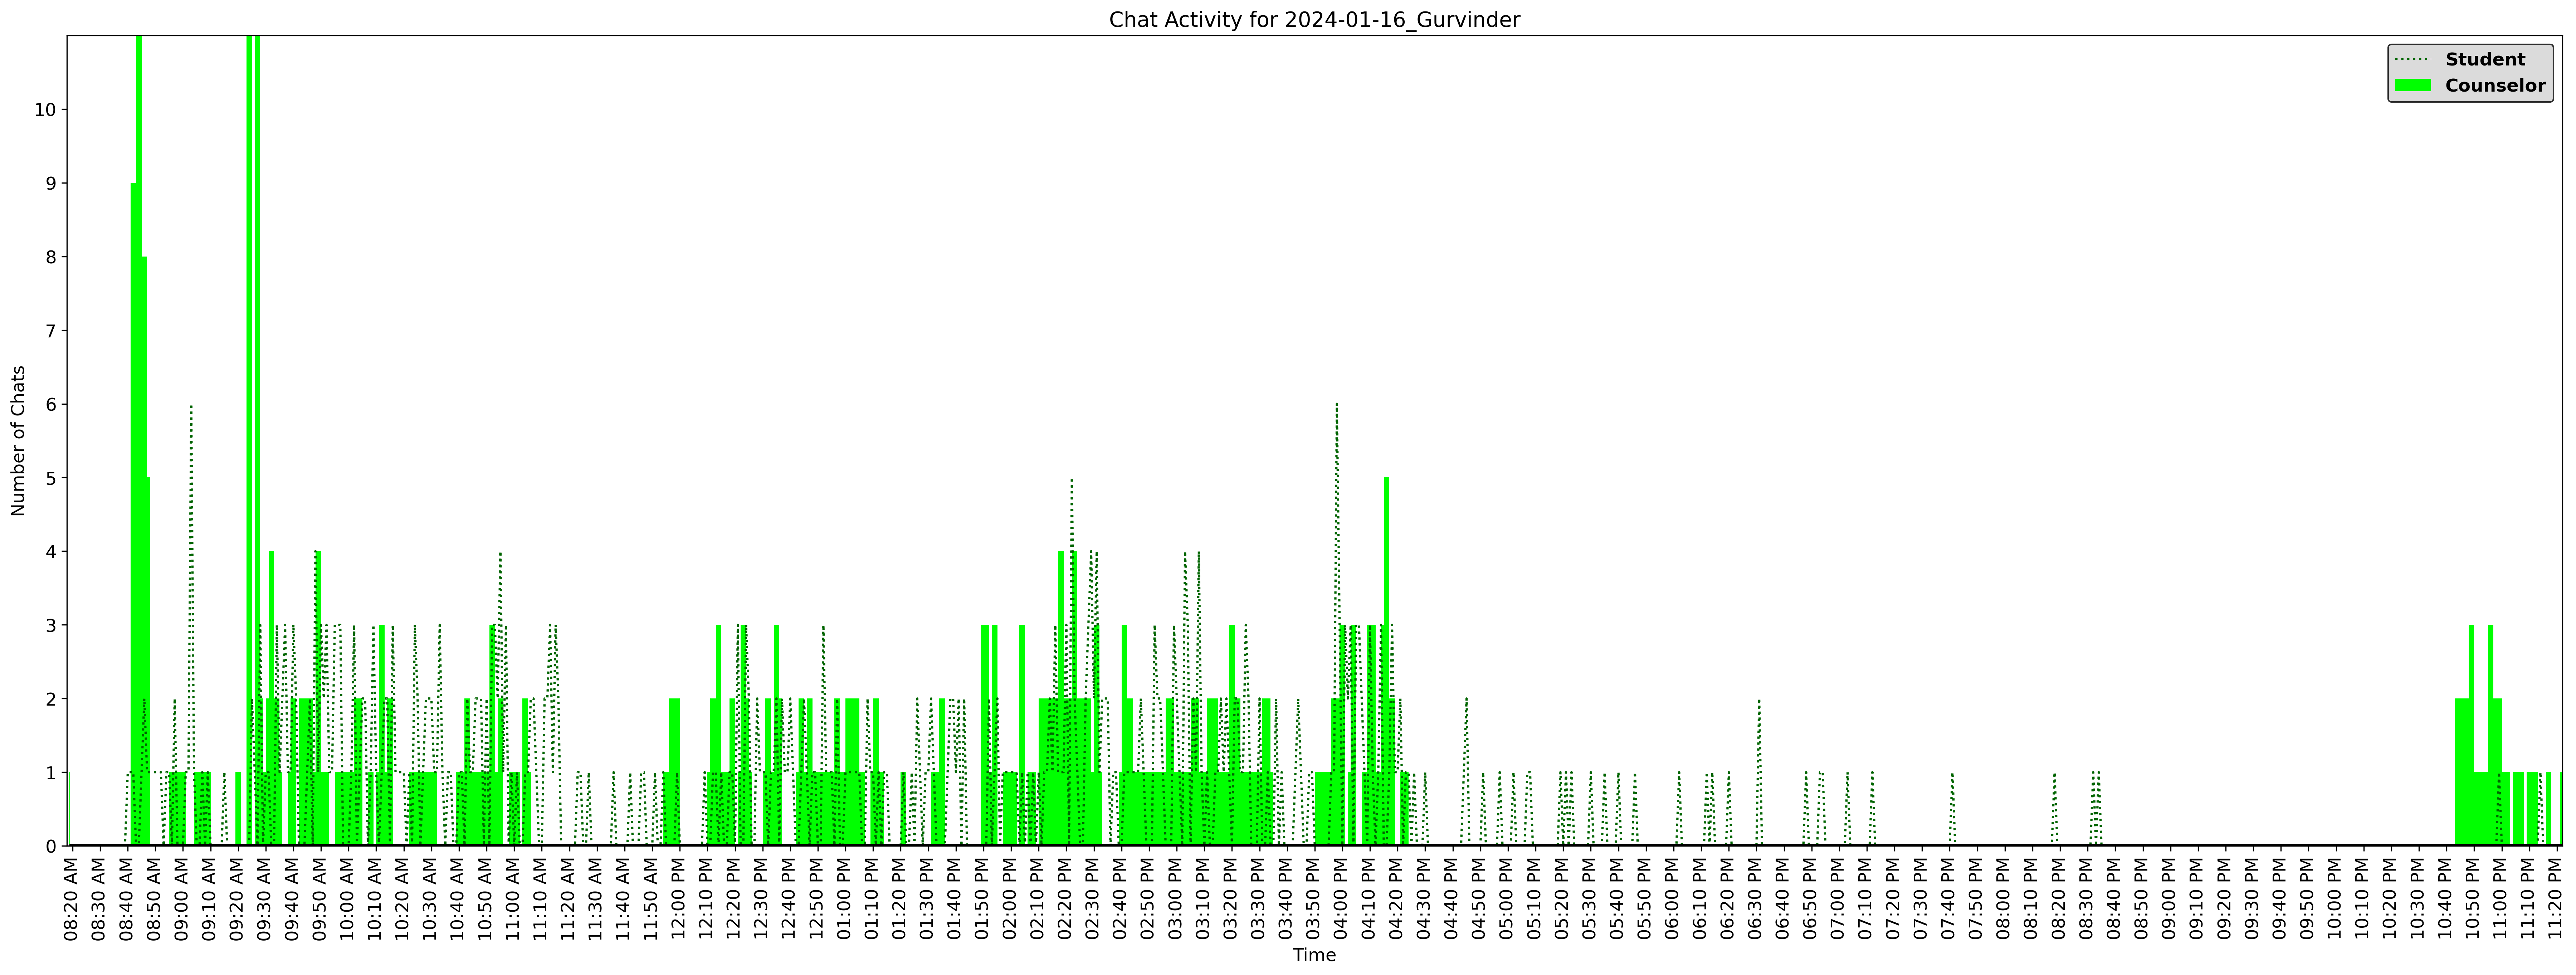 Chat Activity for 2024-01-16_Gurvinder
Student
Counselor
Number of Chats
10
9
8
7
6
5
4
3
2
1
0
08:20 AM
08:30 AM
08:40 AM
08:50 AM
09:00 AM
09:10 AM
09:20 AM
09:30 AM
09:40 AM
09:50 AM
10:00 AM
10:10 AM
10:20 AM
10:30 AM
10:40 AM
10:50 AM
11:00 AM
11:10 AM
11:20 AM
11:30 AM
11:40 AM
11:50 AM
12:00 PM
12:10 PM
12:20 PM
12:30 PM
12:40 PM
12:50 PM
01:00 PM
01:10 PM
01:20 PM
01:30 PM
01:40 PM
01:50 PM
02:00 PM
02:10 PM
02:20 PM
02:30 PM
02:40 PM
02:50 PM
03:00 PM
03:10 PM
03:20 PM
03:30 PM
03:40 PM
03:50 PM
04:00 PM
04:10 PM
04:20 PM
04:30 PM
04:40 PM
04:50 PM
05:00 PM
05:10 PM
05:20 PM
05:30 PM
05:40 PM
05:50 PM
06:00 PM
06:10 PM
06:20 PM
06:30 PM
06:40 PM
06:50 PM
07:00 PM
07:10 PM
07:20 PM
07:30 PM
07:40 PM
07:50 PM
08:00 PM
08:10 PM
08:20 PM
08:30 PM
08:40 PM
08:50 PM
09:00 PM
09:10 PM
09:20 PM
09:30 PM
09:40 PM
09:50 PM
10:00 PM
10:10 PM
10:20 PM
10:30 PM
10:40 PM
10:50 PM
11:00 PM
11:10 PM
11:20 PM
Time